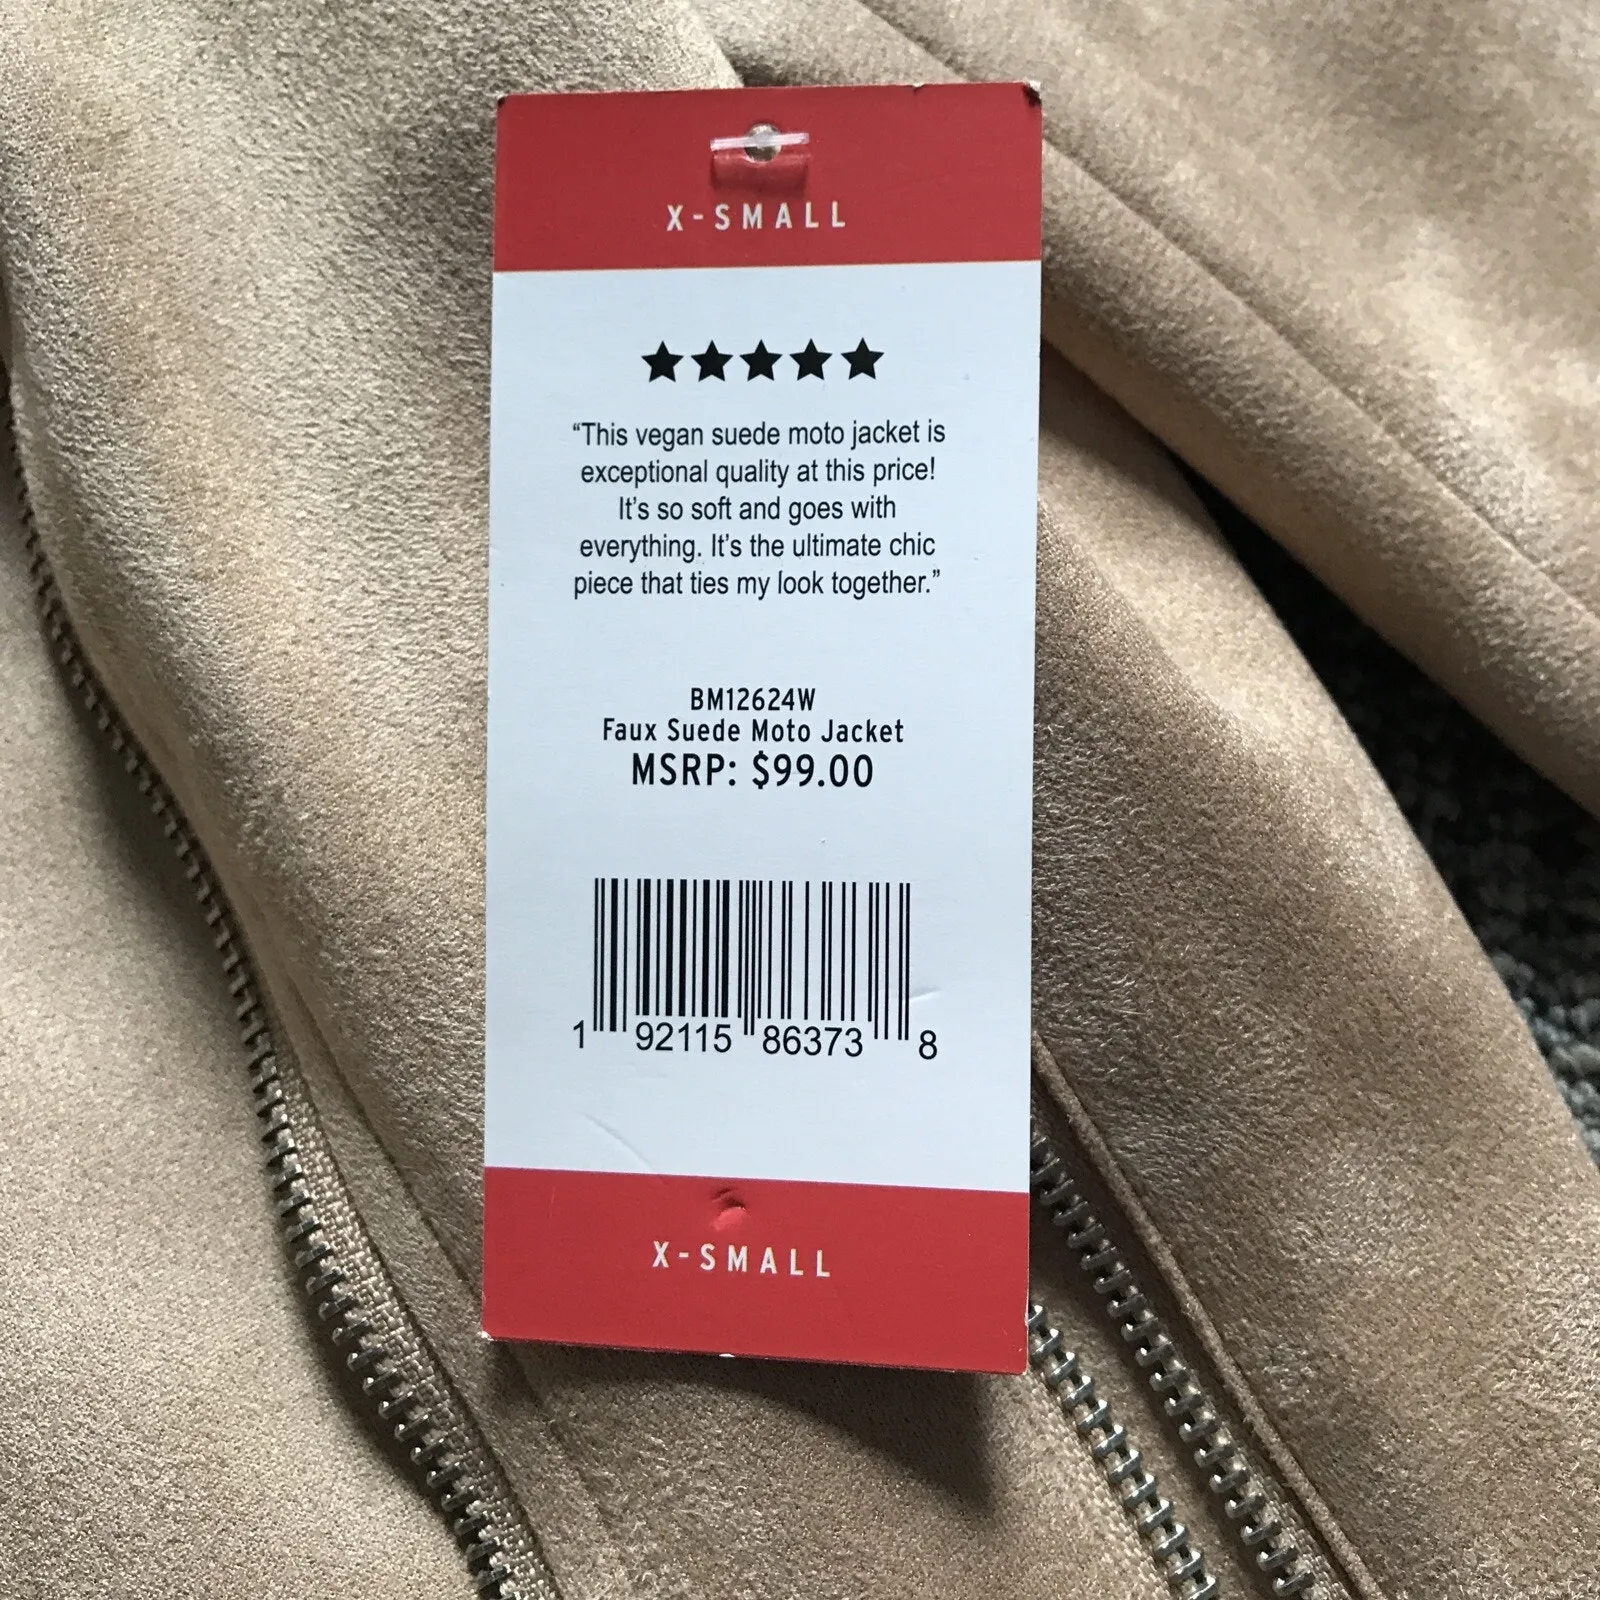 X-SMALL
★★★★★
“This vegan suede moto jacket is
exceptional quality at this price!
It’s so soft and goes with
everything. It’s the ultimate chic
piece that ties my look together.”
BM12624W
Faux Suede Moto Jacket
MSRP: $99.00
1 92115 86373 8
X-SMALL